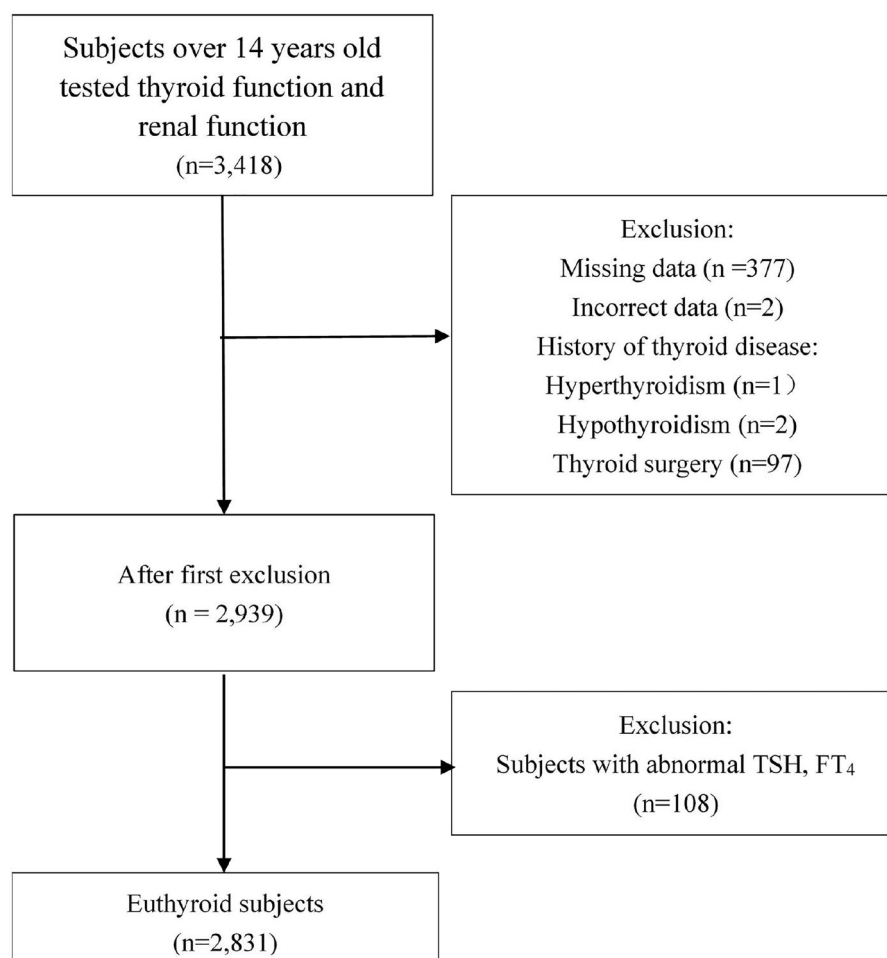 Subjects over 14 years old
tested thyroid function and
renal function
(n=3,418)
Exclusion:
Missing data (n =377)
Incorrect data (n=2)
History of thyroid disease:
Hyperthyroidism (n=1）
Hypothyroidism (n=2)
Thyroid surgery (n=97)
After first exclusion
(n = 2,939)
Exclusion:
Subjects with abnormal TSH, FT₄
(n=108)
Euthyroid subjects
(n=2,831)